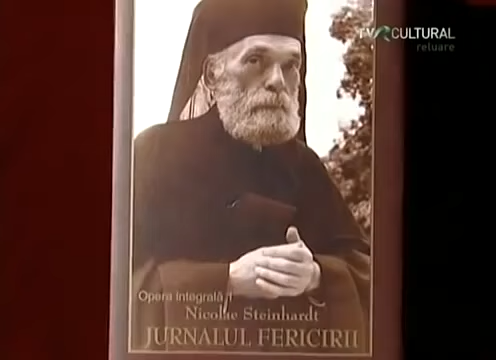 TVR CULTURAL
reluare
Opera integrală 1
Nicolae Steinhardt
JURNALUL FERICIRII